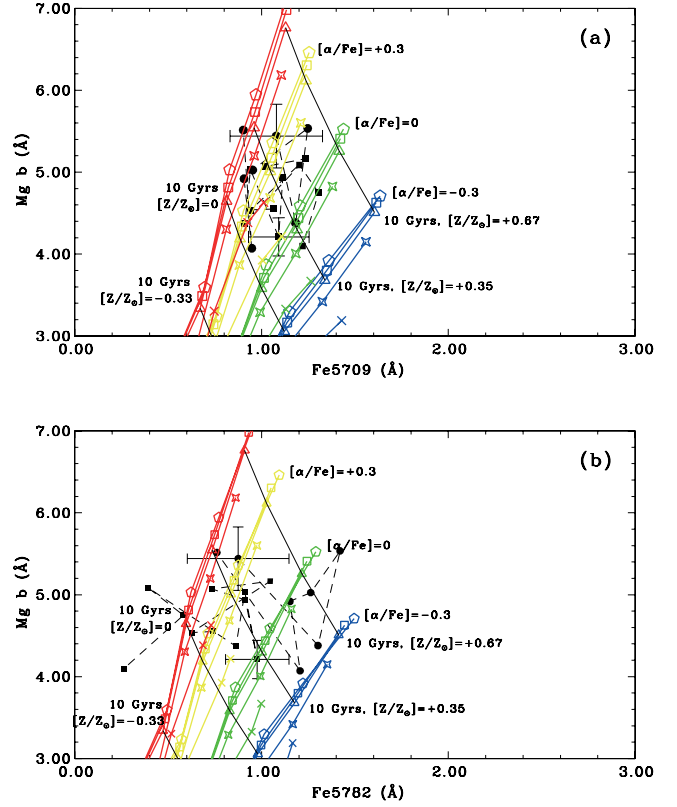 7.00
(a)
[α/Fe]=+0.3
6.00
[α/Fe]=0
Mg b (Å)
5.00
10 Gyrs
[Z/Z⊙]=0
[α/Fe]=−0.3
10 Gyrs, [Z/Z⊙]=+0.67
4.00
10 Gyrs
[Z/Z⊙]=−0.33
10 Gyrs, [Z/Z⊙]=+0.35
3.00
0.00 1.00 2.00 3.00
Fe5709 (Å)
7.00
(b)
[α/Fe]=+0.3
6.00
[α/Fe]=0
Mg b (Å)
5.00
10 Gyrs
[Z/Z⊙]=0
[α/Fe]=−0.3
10 Gyrs, [Z/Z⊙]=+0.67
4.00
10 Gyrs
[Z/Z⊙]=−0.33
10 Gyrs, [Z/Z⊙]=+0.35
3.00
0.00 1.00 2.00 3.00
Fe5782 (Å)